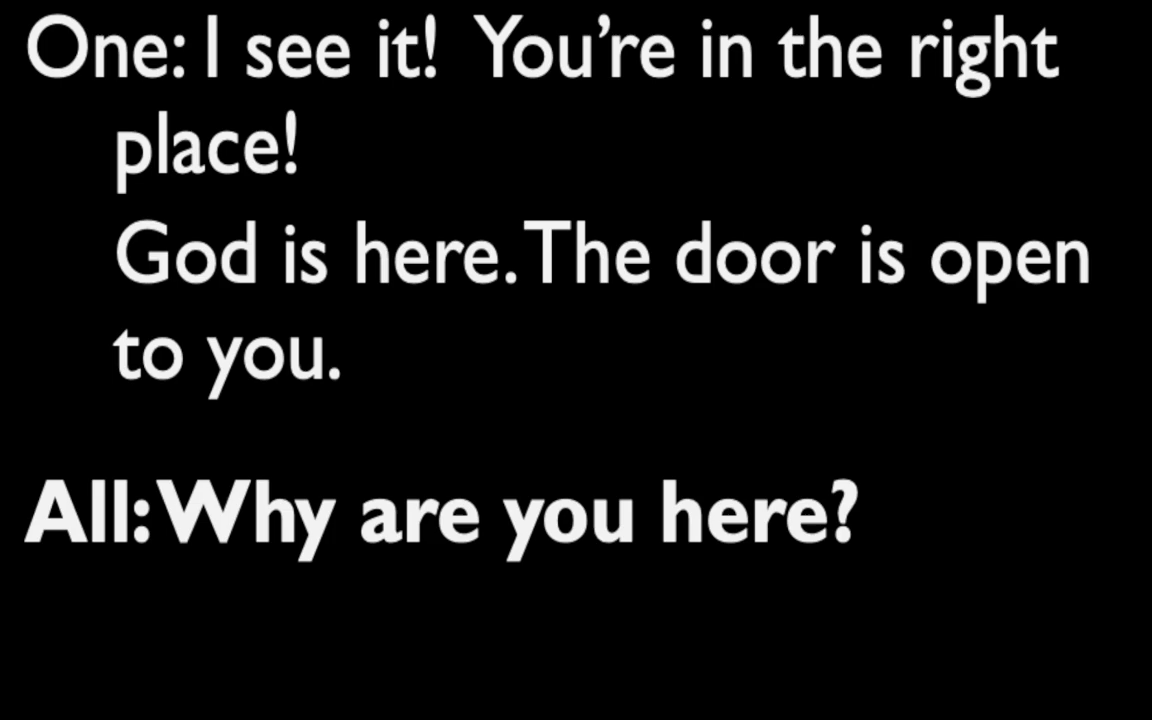 One: I see it!  You’re in the right
place!
God is here. The door is open
to you.
All: Why are you here?